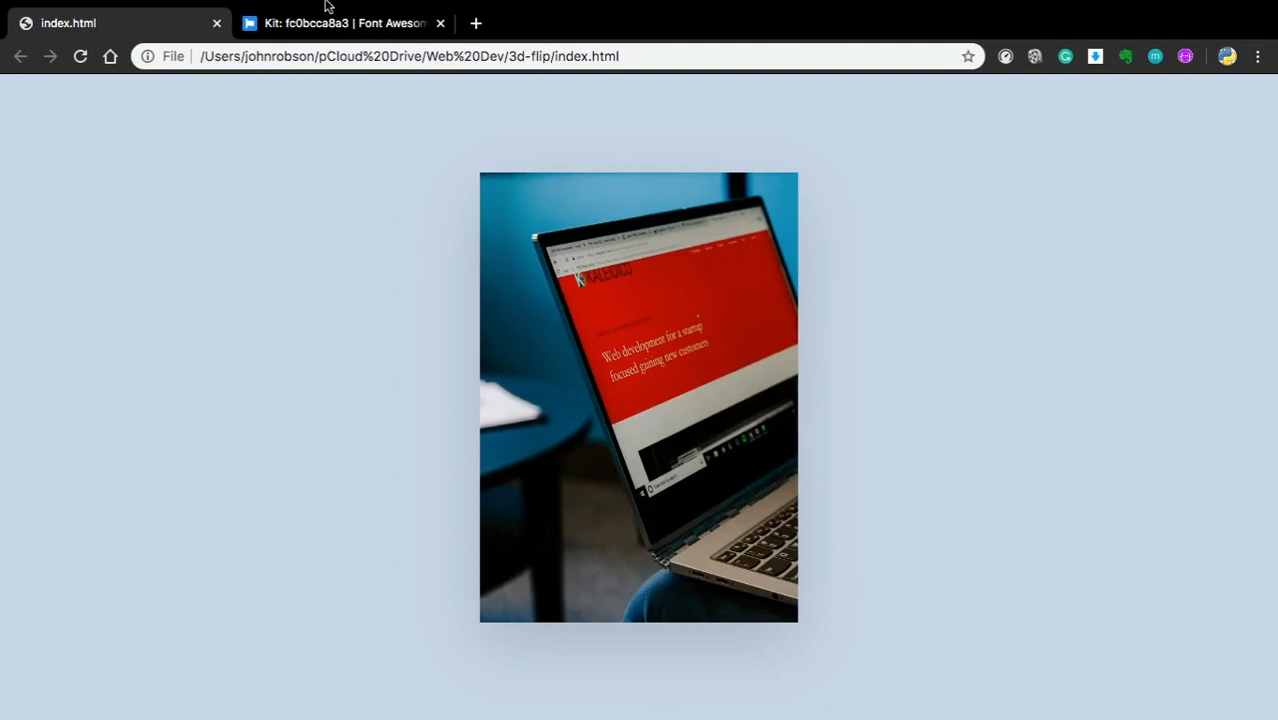 index.html
Kit: fc0bcca8a3 | Font Awesom
File
/Users/johnrobson/pCloud%20Drive/Web%20Dev/3d-flip/index.html
KALEIDICO
Web development for a startup
focused gaining new customers